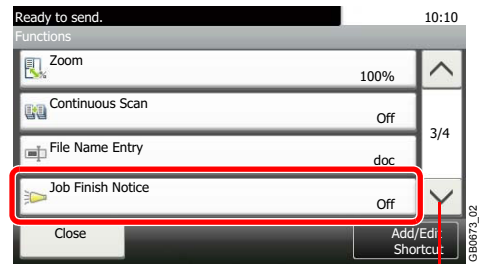 Ready to send.
10:10
Functions
Zoom
100%
Continuous Scan
Off
3/4
File Name Entry
doc
Job Finish Notice
Off
Close
Add/Edit
Shortcut
GB0673_02